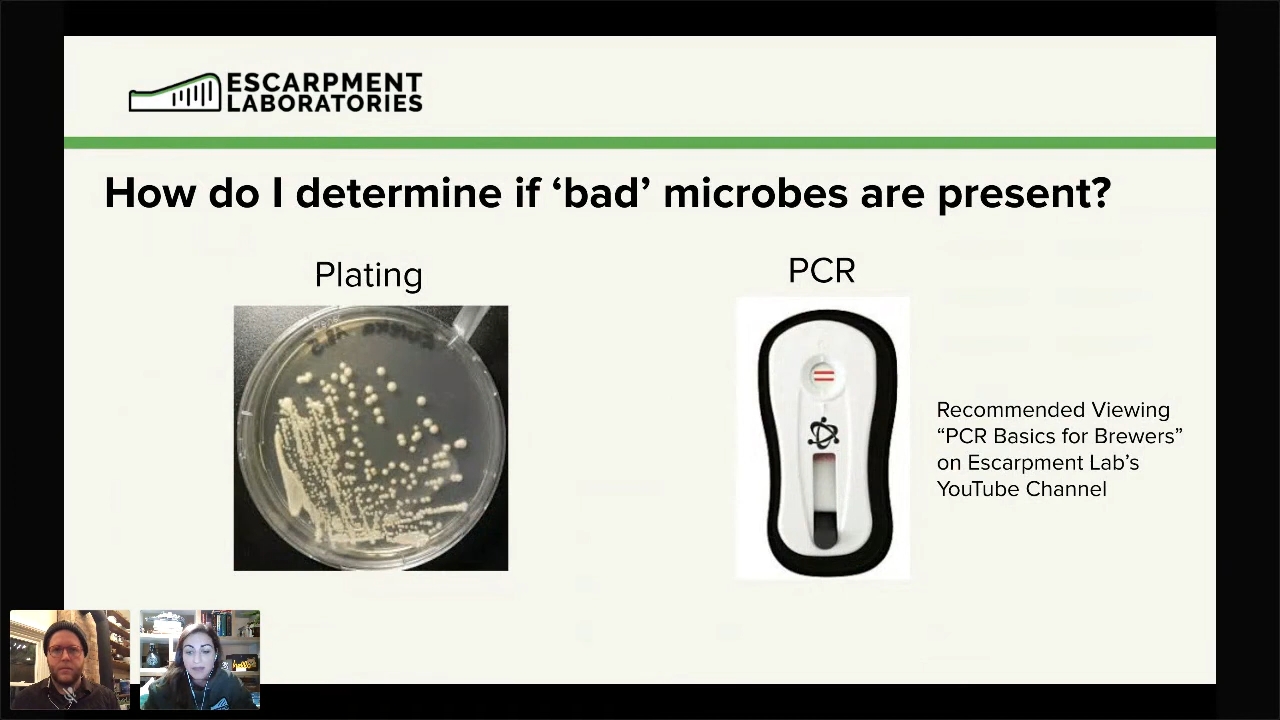 ESCARPMENT
LABORATORIES
How do I determine if ‘bad’ microbes are present?
Plating
PCR
Recommended Viewing
“PCR Basics for Brewers”
on Escarpment Lab’s
YouTube Channel